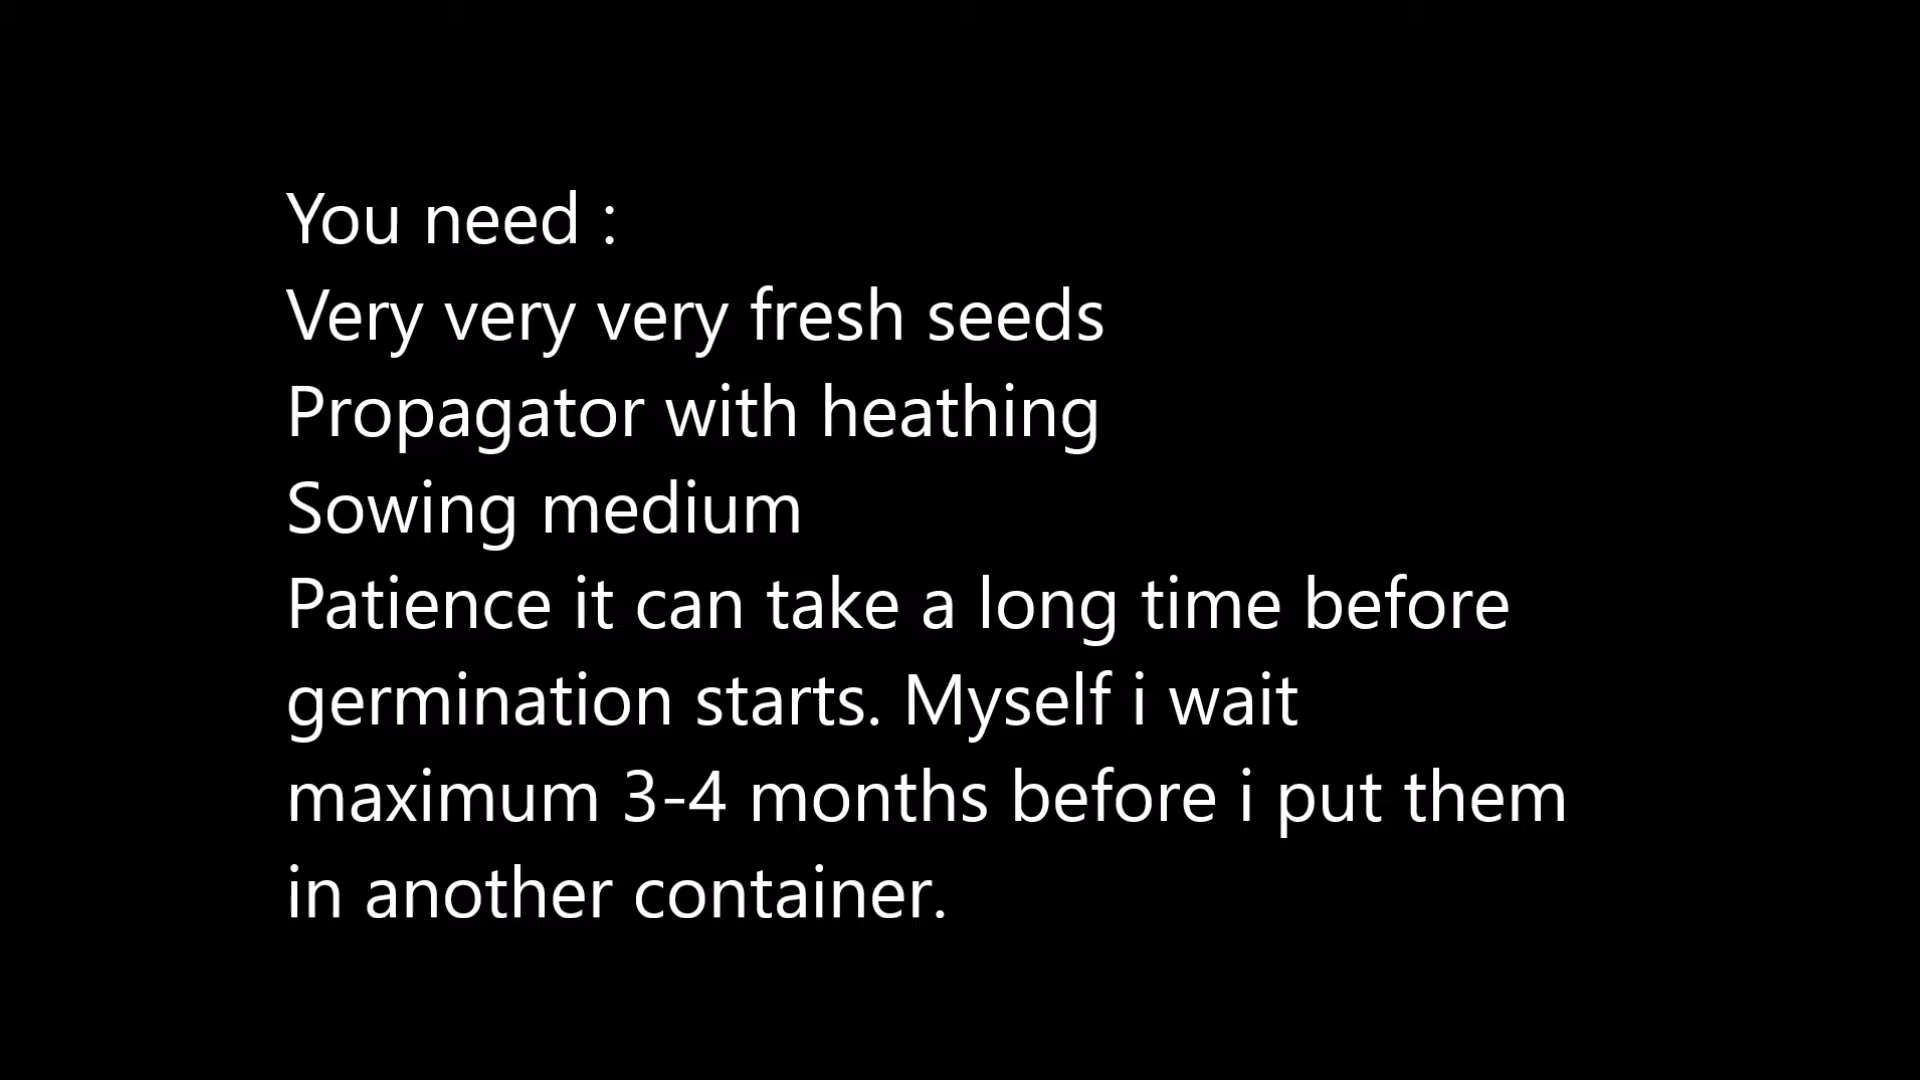 You need :
Very very very fresh seeds
Propagator with heathing
Sowing medium
Patience it can take a long time before
germination starts. Myself i wait
maximum 3-4 months before i put them
in another container.